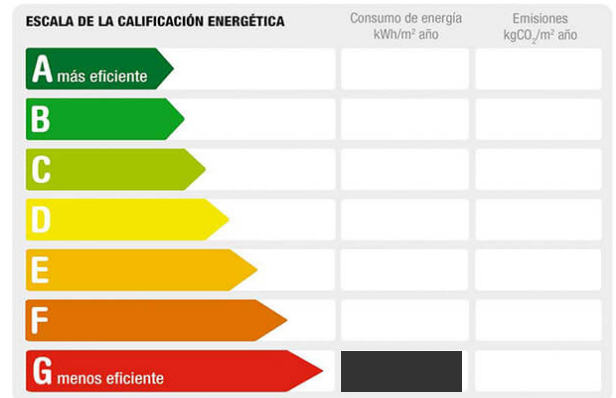 ESCALA DE LA CALIFICACIÓN ENERGÉTICA
Consumo de energía
kWh/m² año
Emisiones
kgCO₂/m² año
A más eficiente
B
C
D
E
F
G menos eficiente